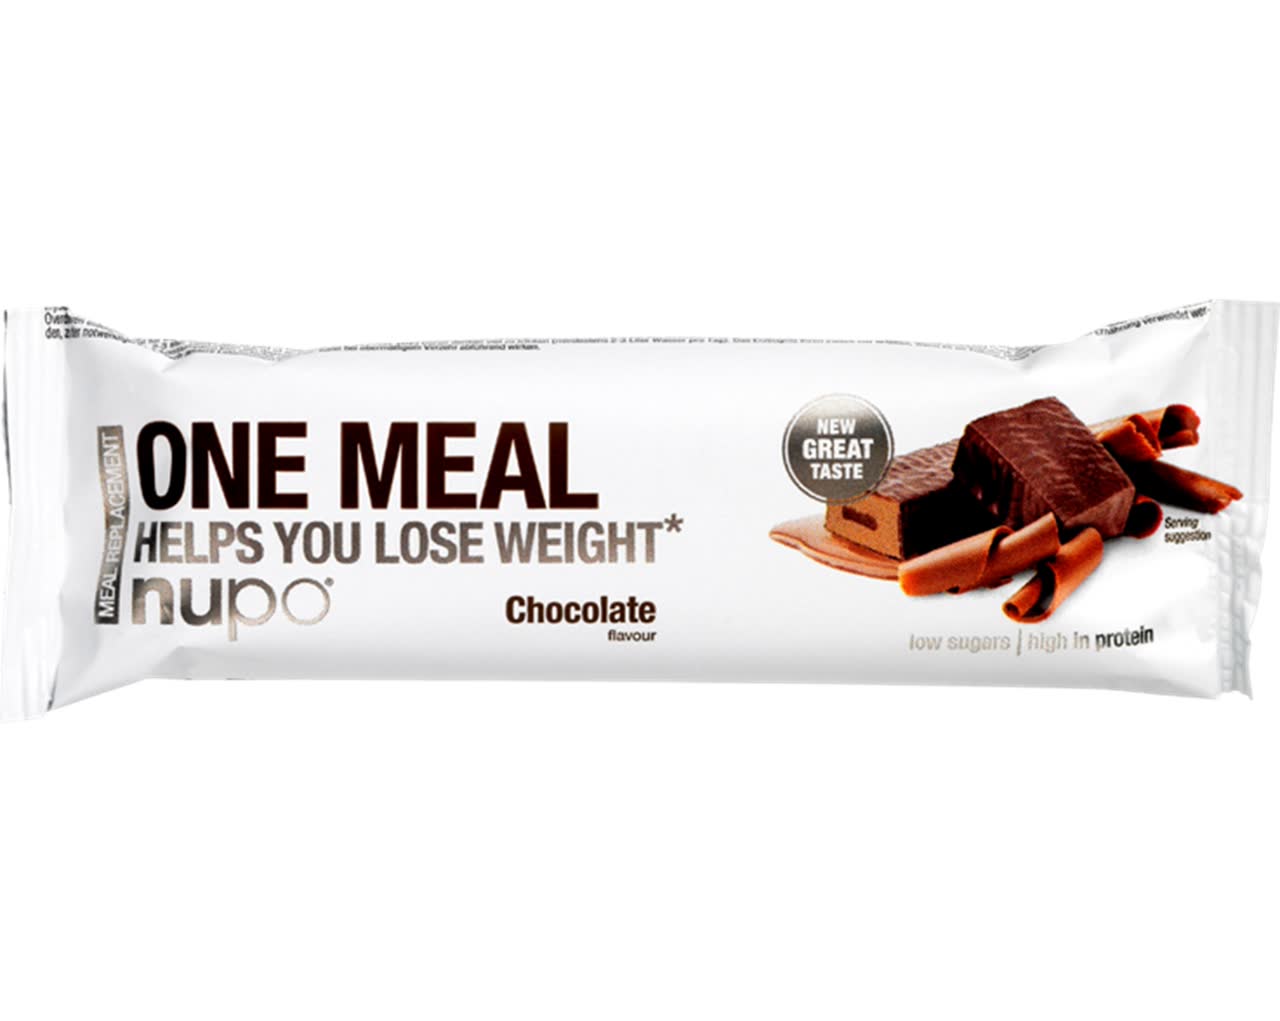 MEAL REPLACEMENT
ONE MEAL
HELPS YOU LOSE WEIGHT*
nupo®
Chocolate
flavour
NEW
GREAT
TASTE
Serving
suggestion
low sugars | high in protein